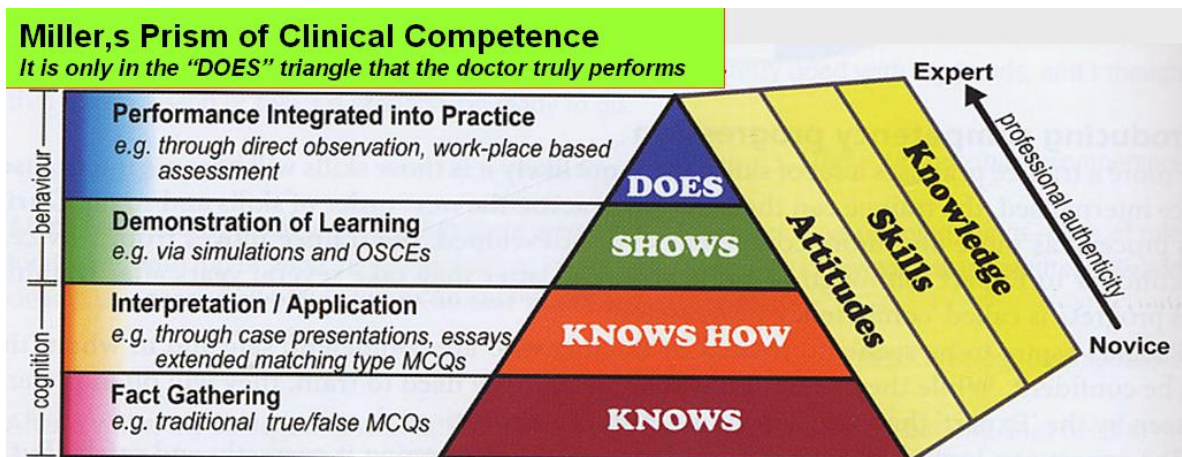 Miller,s Prism of Clinical Competence
It is only in the “DOES” triangle that the doctor truly performs
Expert
Novice
professional authenticity
behaviour
cognition
Performance Integrated into Practice
e.g. through direct observation, work-place based
assessment
DOES
Demonstration of Learning
e.g. via simulations and OSCEs
SHOWS
Interpretation / Application
e.g. through case presentations, essays
extended matching type MCQs
KNOWS HOW
Fact Gathering
e.g. traditional true/false MCQs
KNOWS
Attitudes
Skills
Knowledge